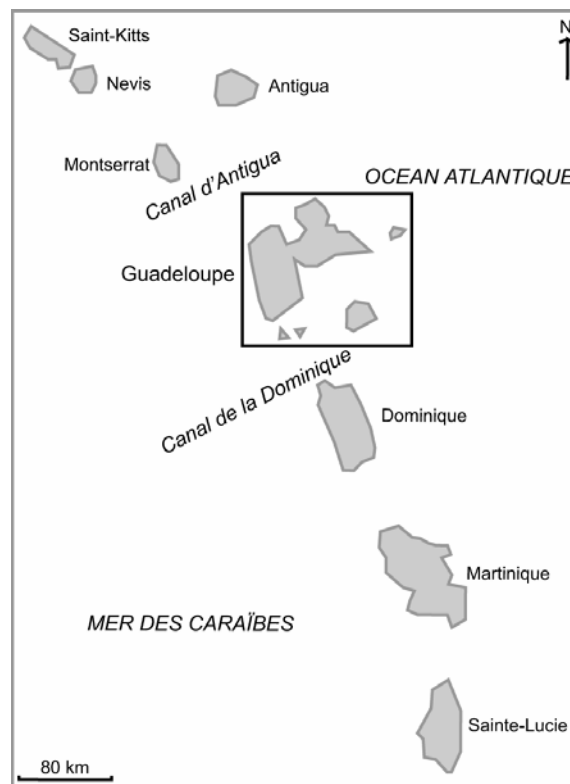 Saint-Kitts
N
Nevis
Antigua
Montserrat
Canal d'Antigua
OCEAN ATLANTIQUE
Guadeloupe
Canal de la Dominique
Dominique
Martinique
MER DES CARAÏBES
Sainte-Lucie
80 km